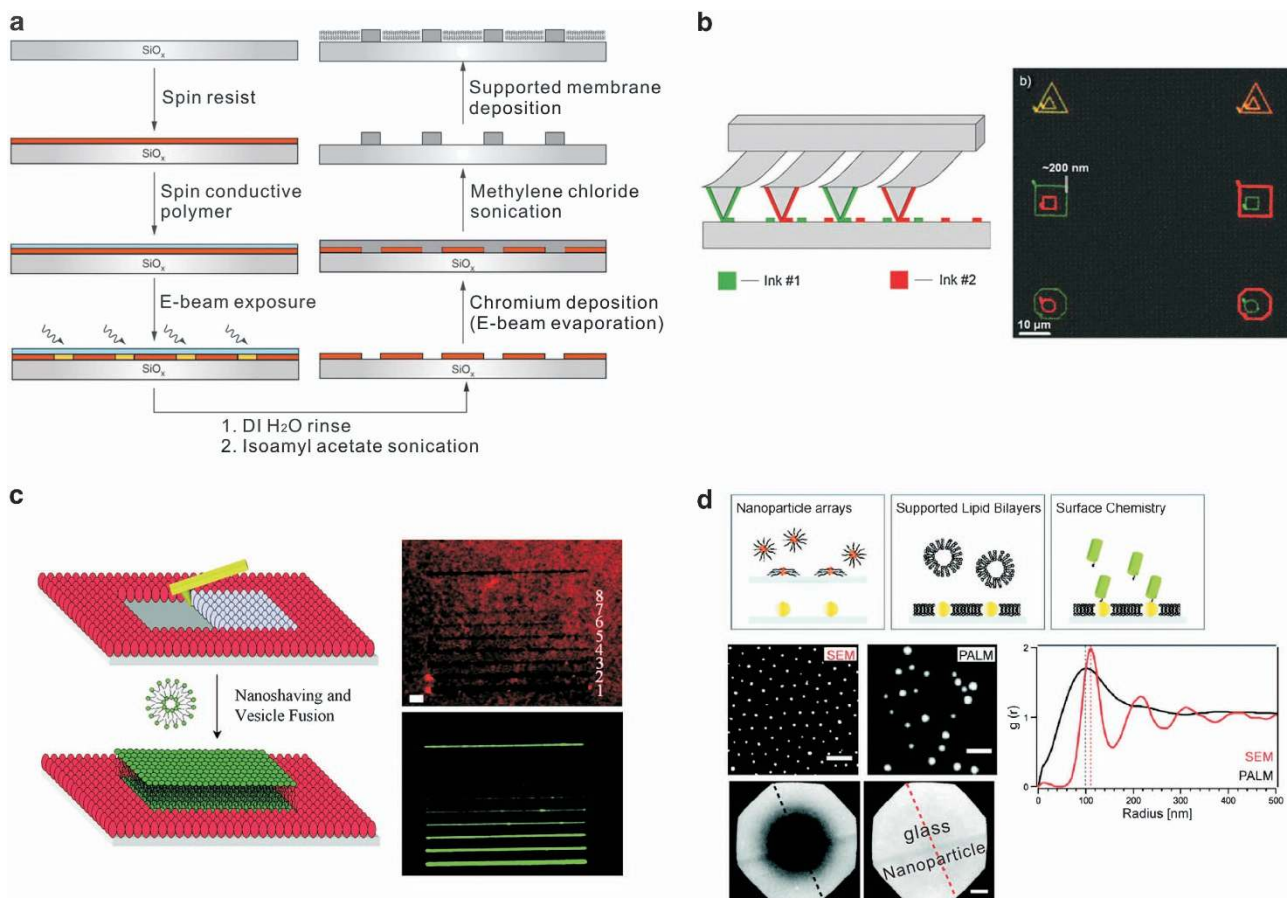 a
SiOx
Spin resist
SiOx
Spin conductive
polymer
SiOx
E-beam exposure
SiOx
1. DI H2O rinse
2. Isoamyl acetate sonication
SiOx
Chromium deposition
(E-beam evaporation)
SiOx
Methylene chloride
sonication
Supported membrane
deposition
b
Ink #1
Ink #2
b)
~200 nm
10 µm
c
Nanoshaving and
Vesicle Fusion
8
7
6
5
4
3
2
1
d
Nanoparticle arrays
Supported Lipid Bilayers
Surface Chemistry
SEM
PALM
glass
Nanoparticle
2
1
0
g (r)
SEM
PALM
0 100 200 300 400 500
Radius [nm]